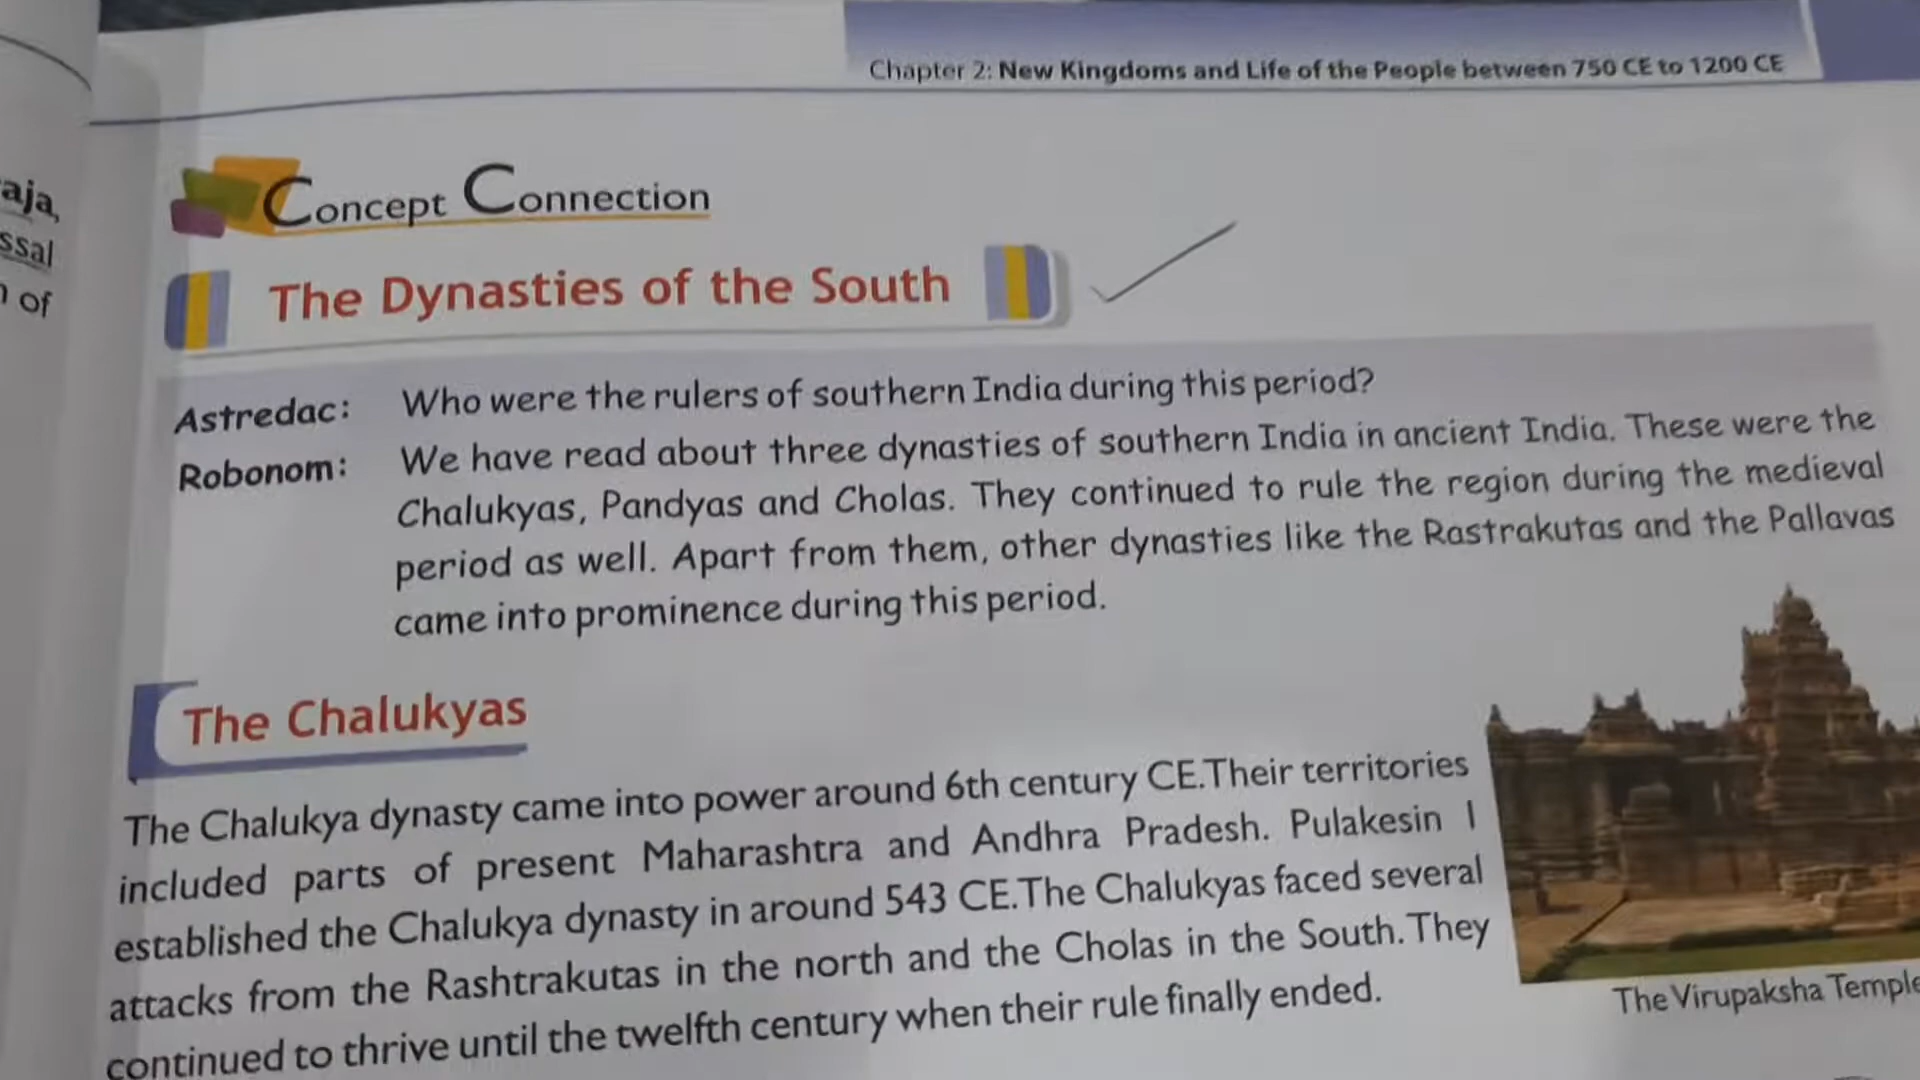 Chapter 2: New Kingdoms and Life of the People between 750 CE to 1200 CE
aja,
ssal
of
Concept Connection
The Dynasties of the South
Astredac: Who were the rulers of southern India during this period?
Robonom: We have read about three dynasties of southern India in ancient India. These were the
Chalukyas, Pandyas and Cholas. They continued to rule the region during the medieval
period as well. Apart from them, other dynasties like the Rastrakutas and the Pallavas
came into prominence during this period.
The Chalukyas
The Chalukya dynasty came into power around 6th century CE.Their territories
included parts of present Maharashtra and Andhra Pradesh. Pulakesin I
established the Chalukya dynasty in around 543 CE.The Chalukyas faced several
attacks from the Rashtrakutas in the north and the Cholas in the South.They
continued to thrive until the twelfth century when their rule finally ended.
The Virupaksha Temple